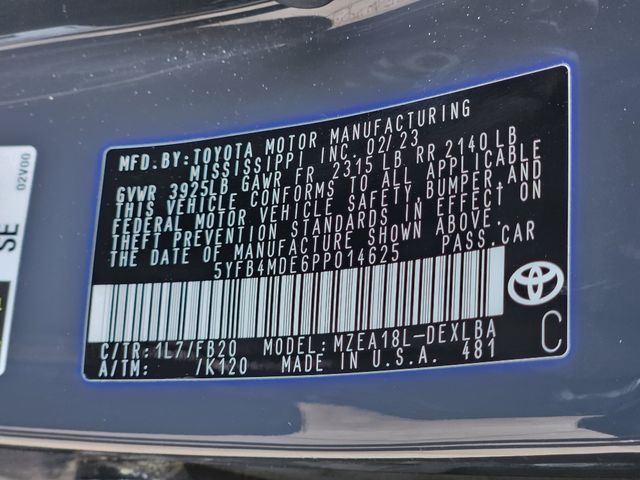 MFD. BY: TOYOTA MOTOR MANUFACTURING
MISSISSIPPI INC. 02/23
GVWR 3925LB GAWR FR 2315 LB RR 2140 LB
THIS VEHICLE CONFORMS TO ALL APPLICABLE
FEDERAL MOTOR VEHICLE SAFETY, BUMPER, AND
THEFT PREVENTION STANDARDS IN EFFECT ON
THE DATE OF MANUFACTURE SHOWN ABOVE.
5YFB4MDE6PP014625 PASS. CAR
C/TR: 1L7/FB20 MODEL: MZEA18L-DEXLBA
A/TM: /K120 MADE IN U.S.A. 481
C
02V00
SE